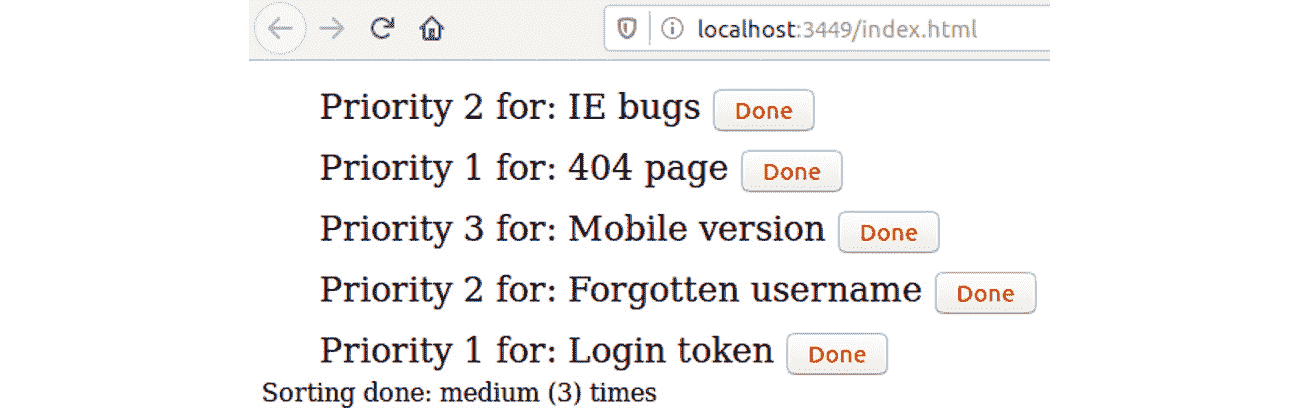 localhost:3449/index.html
Priority 2 for: IE bugs Done
Priority 1 for: 404 page Done
Priority 3 for: Mobile version Done
Priority 2 for: Forgotten username Done
Priority 1 for: Login token Done
Sorting done: medium (3) times